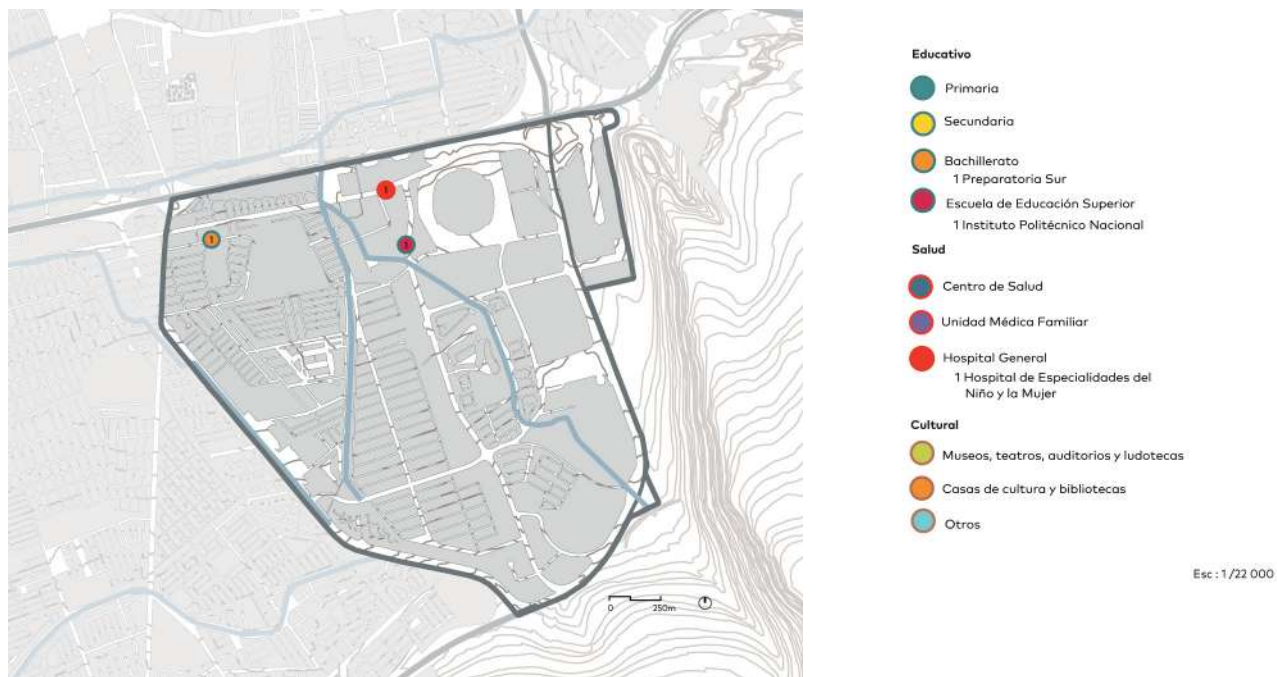 1
1
1
0 250m
Educativo
Primaria
Secundaria
Bachillerato
1 Preparatoria Sur
Escuela de Educación Superior
1 Instituto Politécnico Nacional
Salud
Centro de Salud
Unidad Médica Familiar
Hospital General
1 Hospital de Especialidades del
Niño y la Mujer
Cultural
Museos, teatros, auditorios y ludotecas
Casas de cultura y bibliotecas
Otros
Esc : 1/22 000